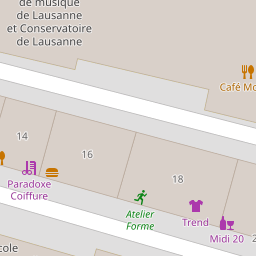 de musique
de Lausanne
et Conservatoire
de Lausanne
Café Mo
14
16
18
Paradoxe
Coiffure
Atelier
Forme
Trend
Midi 20
2
cole